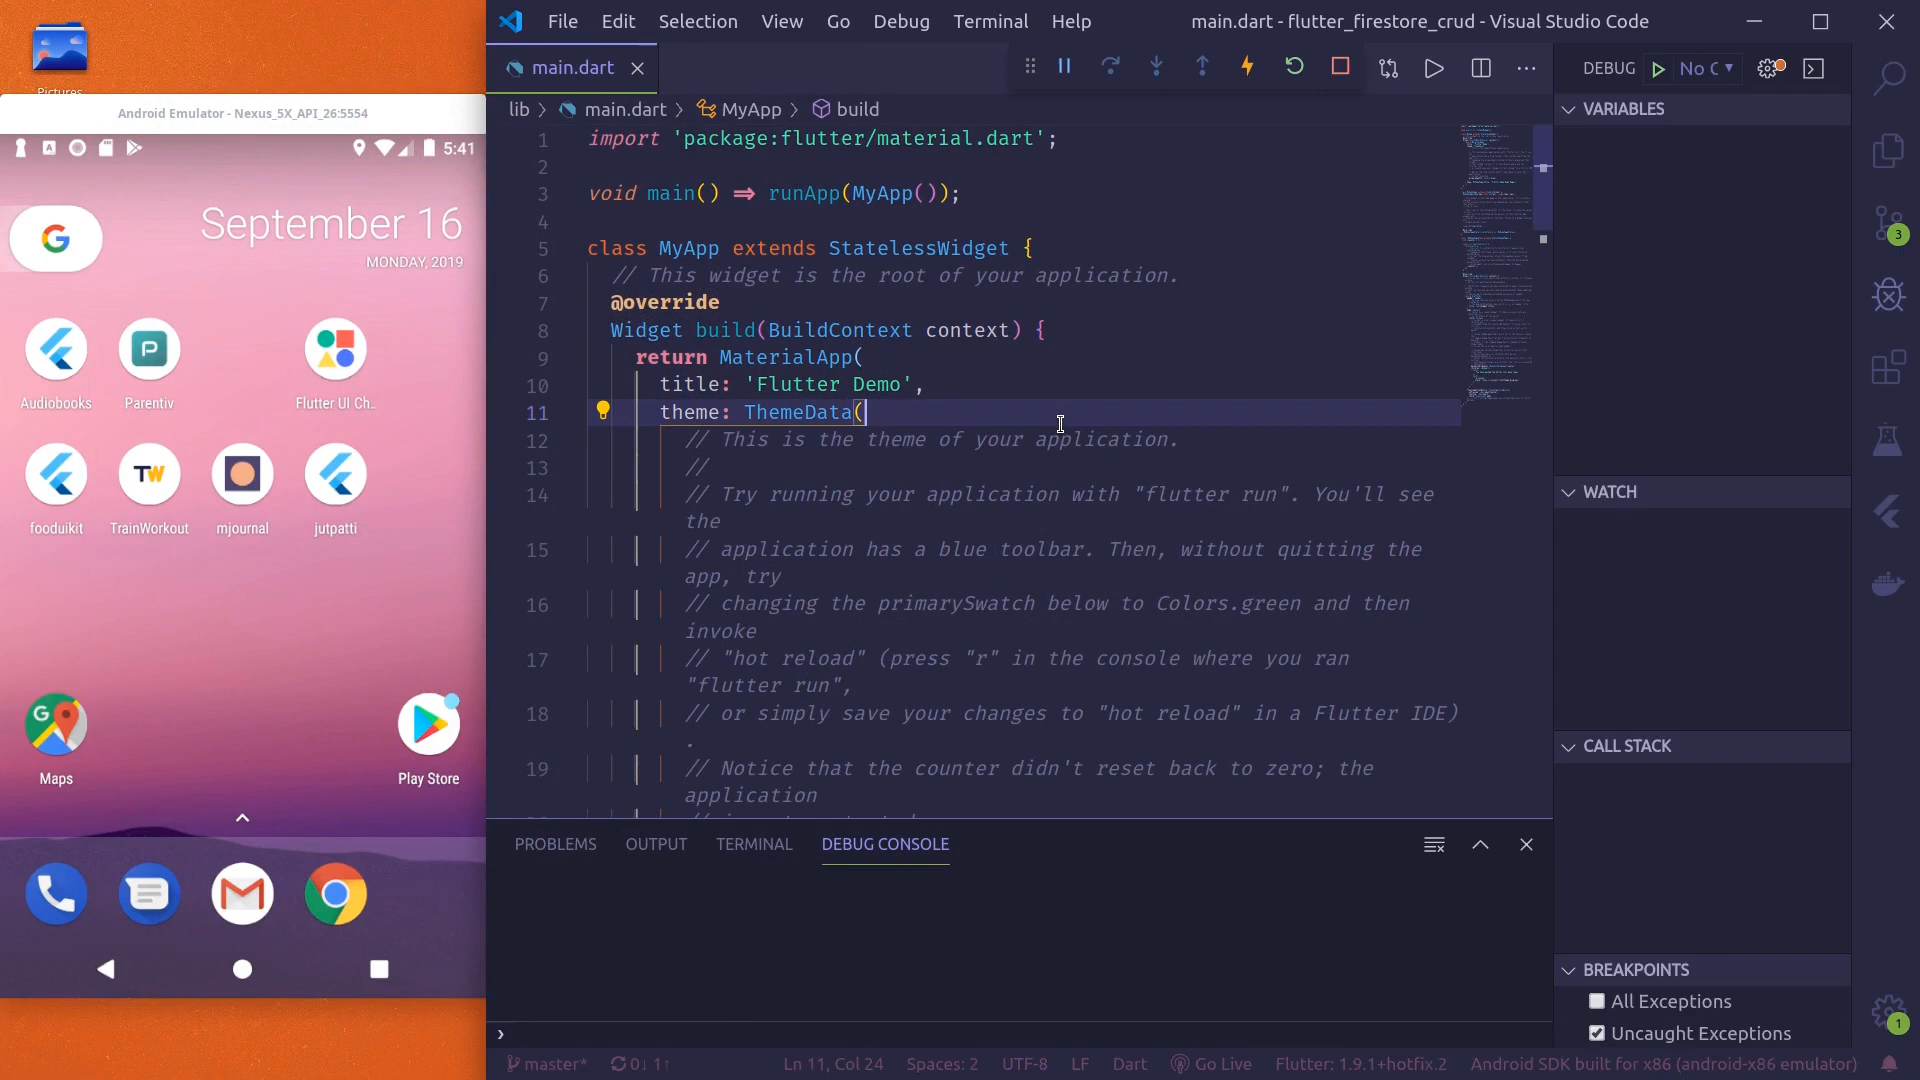 Pictures
Android Emulator - Nexus_5X_API_26:5554
5:41
September 16
MONDAY, 2019
Audiobooks
Parentiv
Flutter UI Ch..
fooduikit
TrainWorkout
mjournal
jutpatti
Maps
Play Store
File Edit Selection View Go Debug Terminal Help
main.dart - flutter_firestore_crud - Visual Studio Code
main.dart
lib > main.dart > MyApp > build
1 import 'package:flutter/material.dart';
2
3 void main() => runApp(MyApp());
4
5 class MyApp extends StatelessWidget {
6 // This widget is the root of your application.
7 @override
8 Widget build(BuildContext context) {
9 return MaterialApp(
10 title: 'Flutter Demo',
11 theme: ThemeData(
12 // This is the theme of your application.
13 //
14 // Try running your application with "flutter run". You'll see
the
15 // application has a blue toolbar. Then, without quitting the
app, try
16 // changing the primarySwatch below to Colors.green and then
invoke
17 // "hot reload" (press "r" in the console where you ran
"flutter run",
18 // or simply save your changes to "hot reload" in a Flutter IDE)
.
19 // Notice that the counter didn't reset back to zero; the
application
PROBLEMS OUTPUT TERMINAL DEBUG CONSOLE
master* 0↓ 1↑ Ln 11, Col 24 Spaces: 2 UTF-8 LF Dart Go Live Flutter: 1.9.1+hotfix.2 Android SDK built for x86 (android-x86 emulator)
DEBUG No C
VARIABLES
WATCH
CALL STACK
BREAKPOINTS
All Exceptions
Uncaught Exceptions
3
1